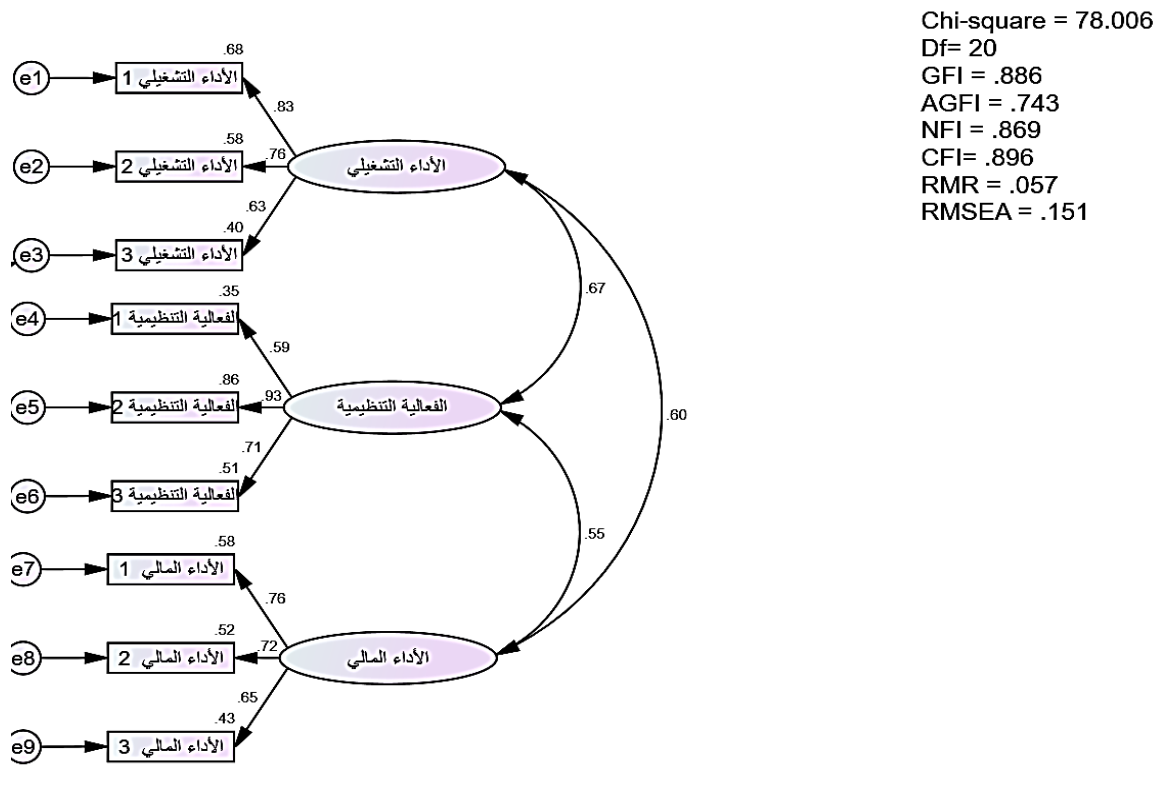 Chi-square = 78.006
Df= 20
GFI = .886
AGFI = .743
NFI = .869
CFI= .896
RMR = .057
RMSEA = .151
.68
e1
الأداء التشغيلي 1
.83
.58
e2
الأداء التشغيلي 2
.76
الأداء التشغيلي
.63
.40
e3
الأداء التشغيلي 3
.67
.35
e4
الفعالية التنظيمية 1
.59
.86
e5
الفعالية التنظيمية 2
.93
الفعالية التنظيمية
.60
.71
.51
e6
الفعالية التنظيمية 3
.55
.58
e7
الأداء المالي 1
.76
.52
e8
الأداء المالي 2
.72
الأداء المالي
.65
.43
e9
الأداء المالي 3